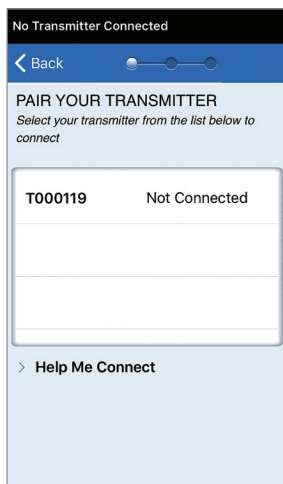 No Transmitter Connected
Back
PAIR YOUR TRANSMITTER
Select your transmitter from the list below to
connect
T000119 Not Connected
Help Me Connect